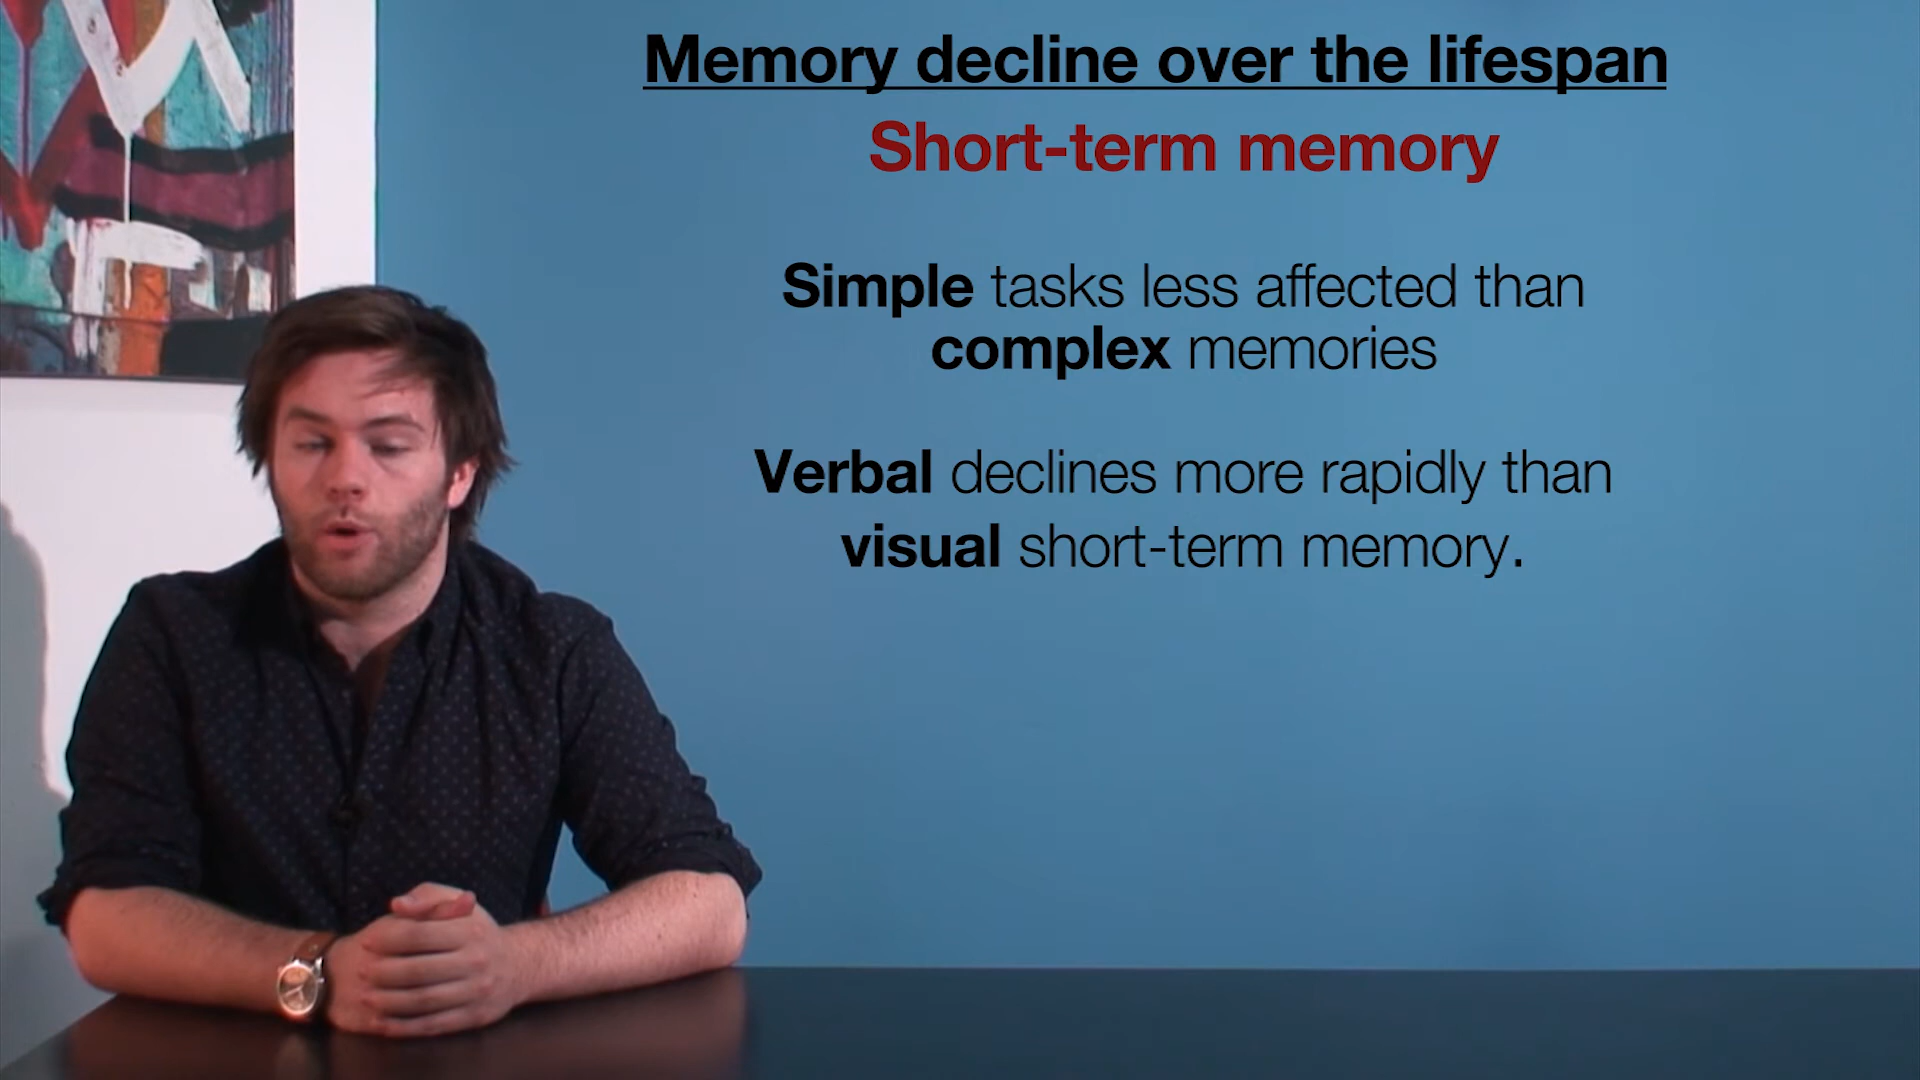 Memory decline over the lifespan
Short-term memory
Simple tasks less affected than
complex memories
Verbal declines more rapidly than
visual short-term memory.